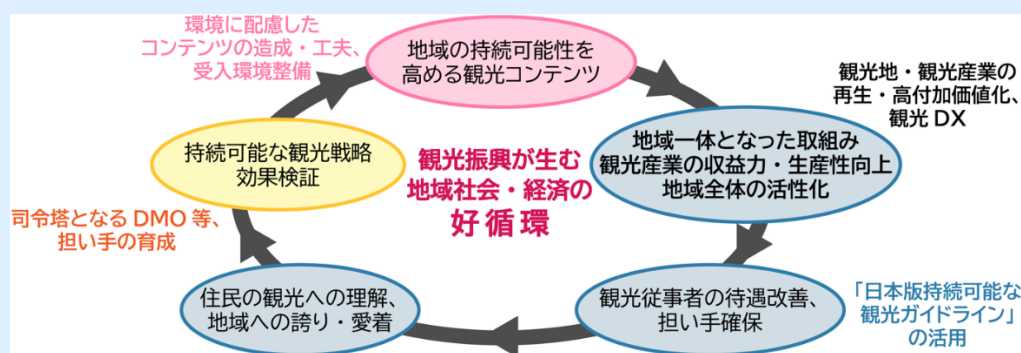 環境に配慮した
コンテンツの造成・工夫、
受入環境整備
地域の持続可能性を
高める観光コンテンツ
観光地・観光産業の
再生・高付加価値化、
観光 DX
地域一体となった取組み
観光産業の収益力・生産性向上
地域全体の活性化
持続可能な観光戦略
効果検証
観光振興が生む
地域社会・経済の
好循環
司令塔となる DMO 等、
担い手の育成
住民の観光への理解、
地域への誇り・愛着
観光従事者の待遇改善、
担い手確保
「日本版持続可能な
観光ガイドライン」
の活用